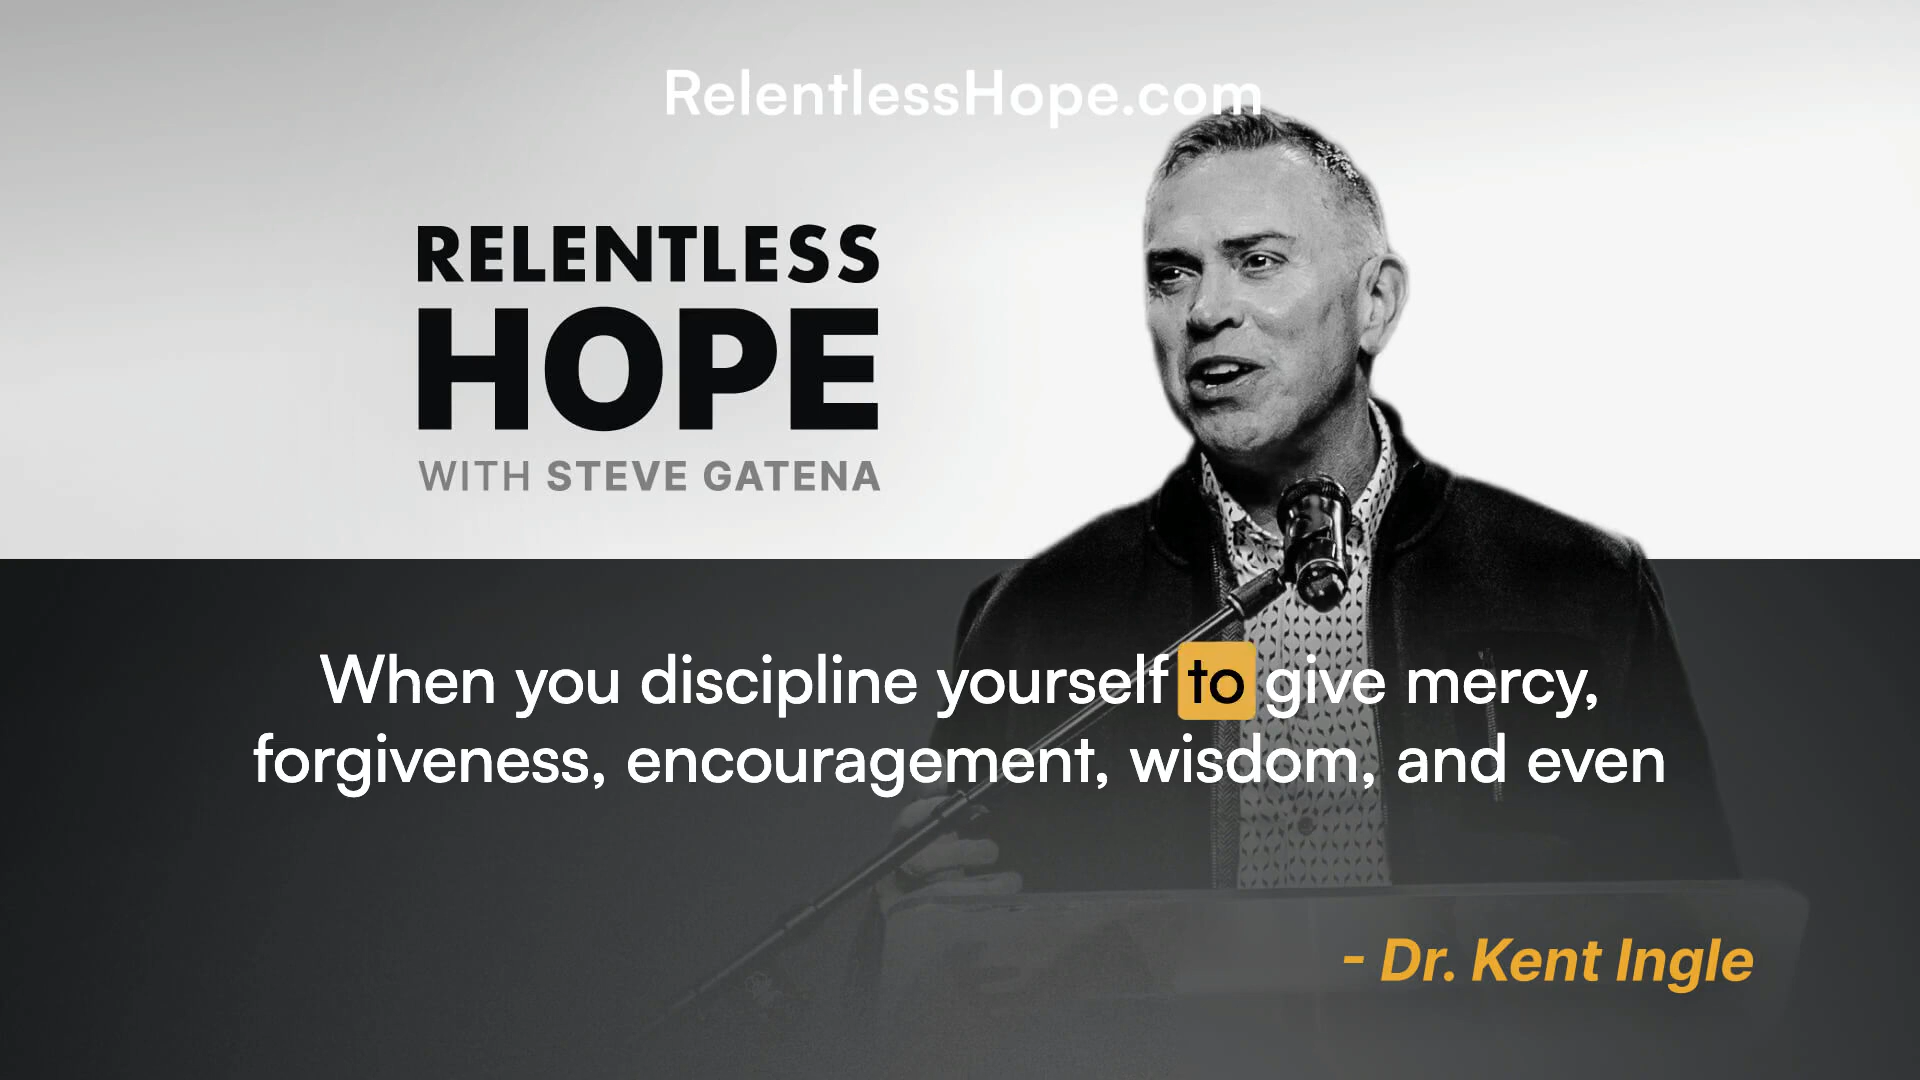 RelentlessHope.com
RELENTLESS
HOPE
WITH STEVE GATENA
When you discipline yourself to give mercy,
forgiveness, encouragement, wisdom, and even
- Dr. Kent Ingle